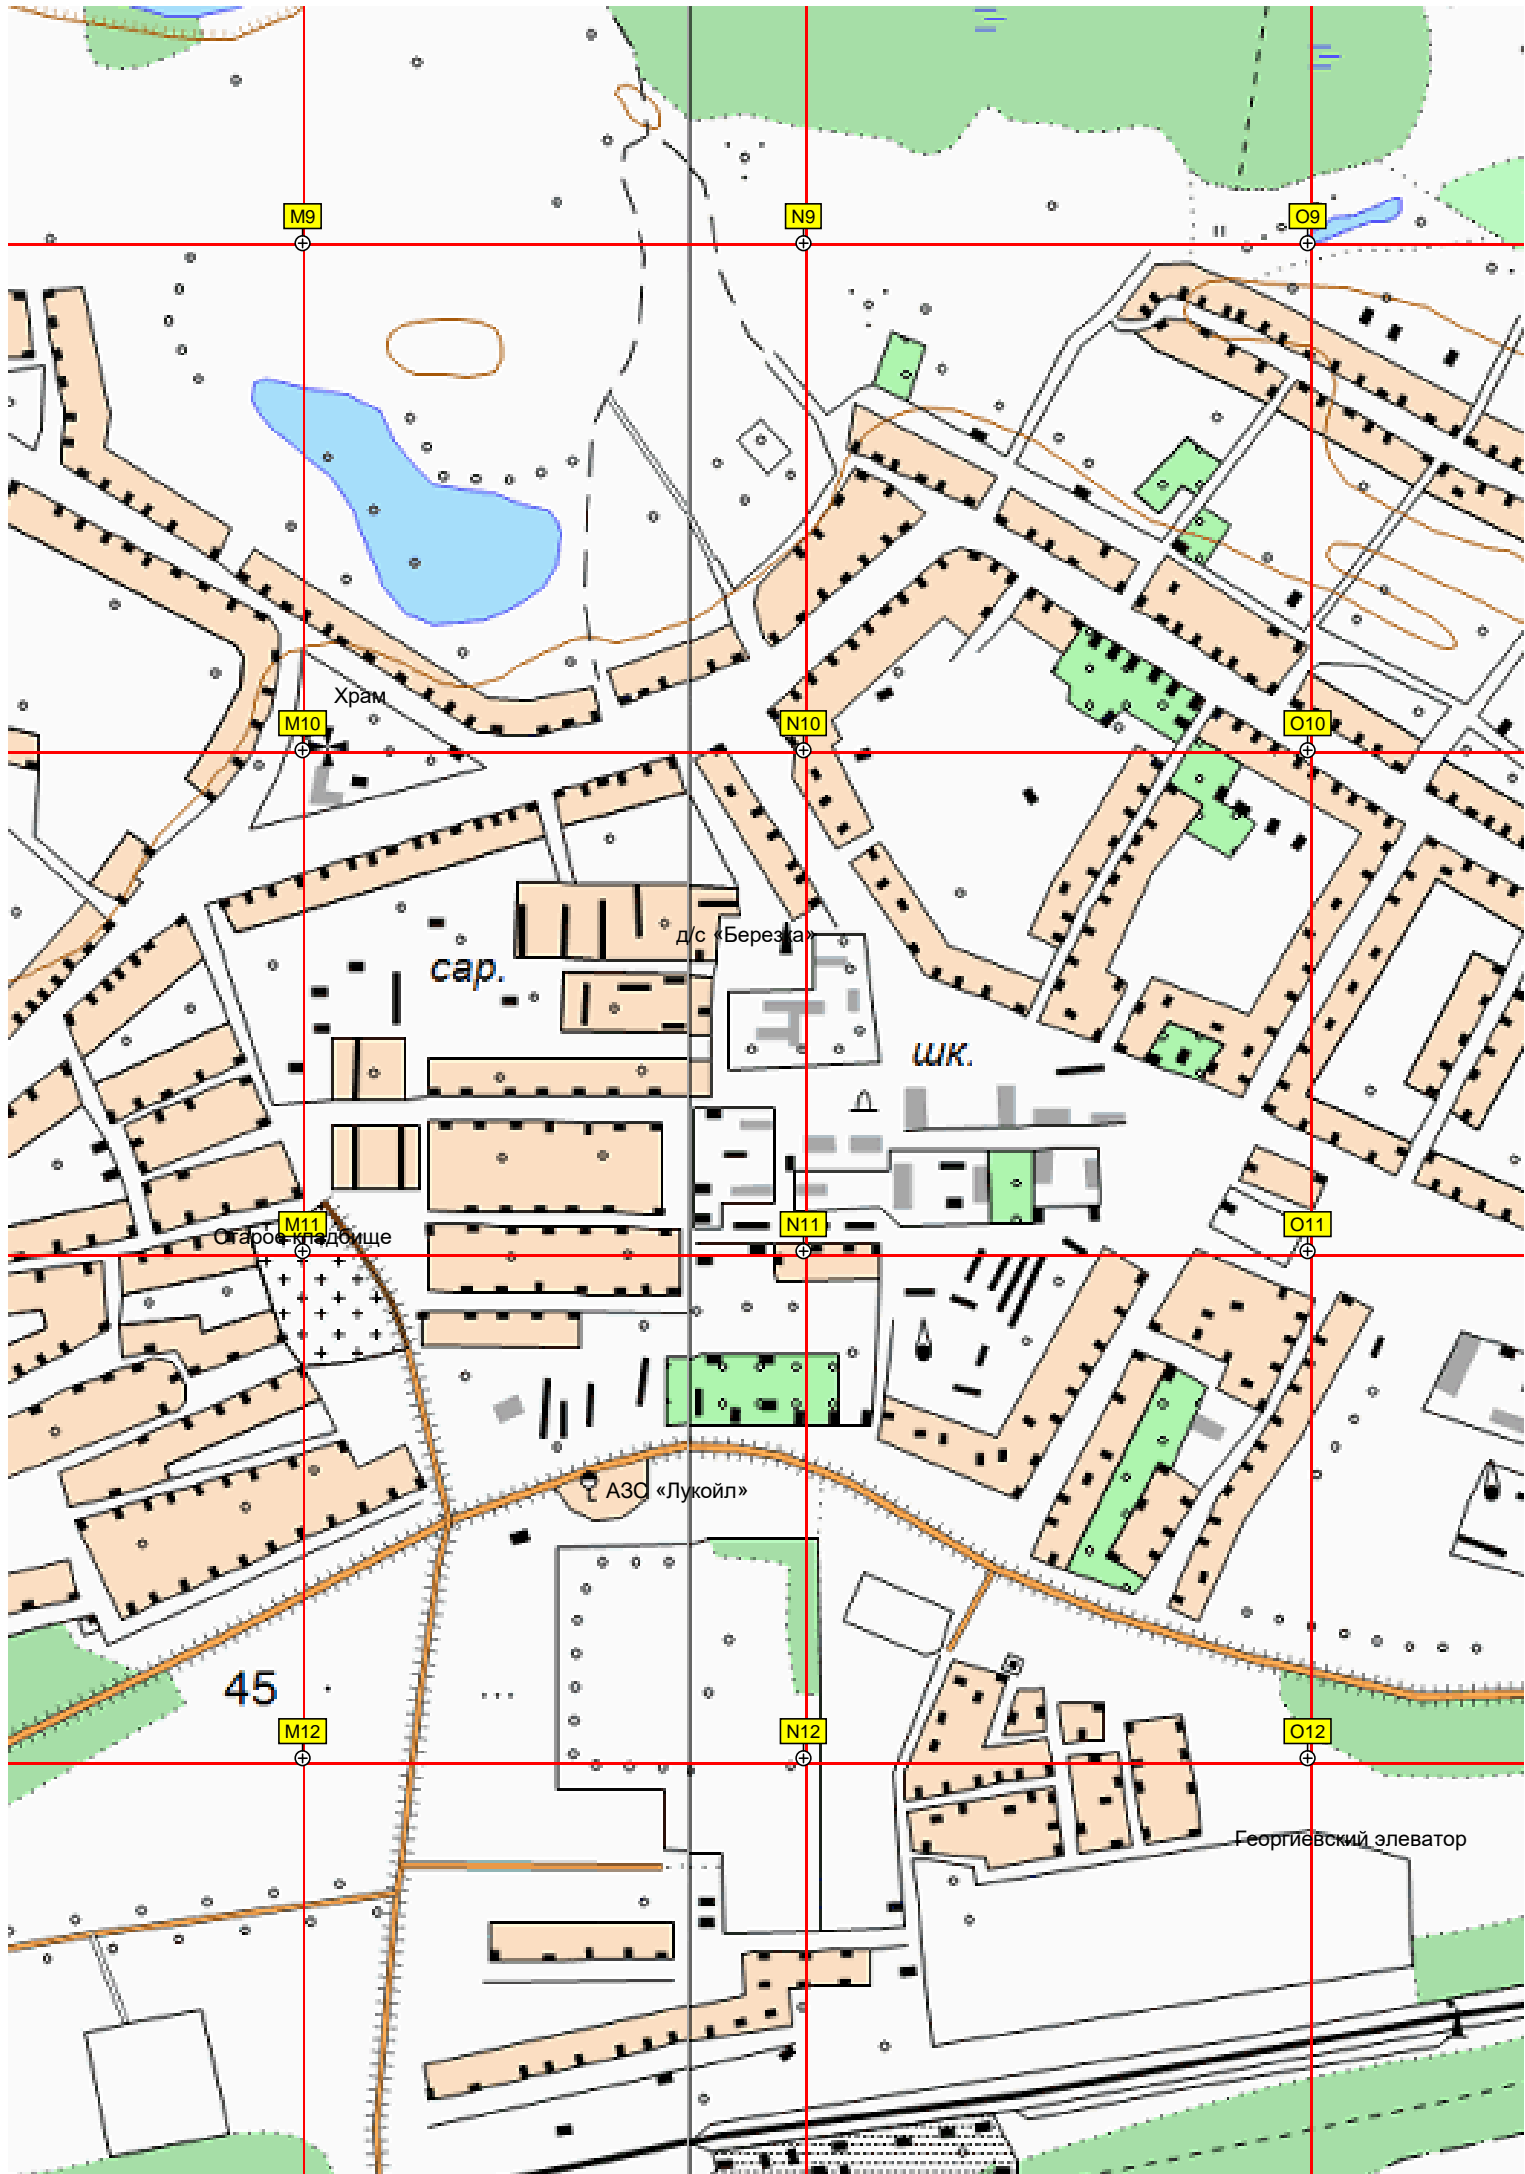 M9
N9
O9
Храм
M10
N10
O10
д/с «Березка»
сар.
шк.
M11
N11
O11
Старое кладбище
АЗС «Лукойл»
45
M12
N12
O12
Георгиевский элеватор